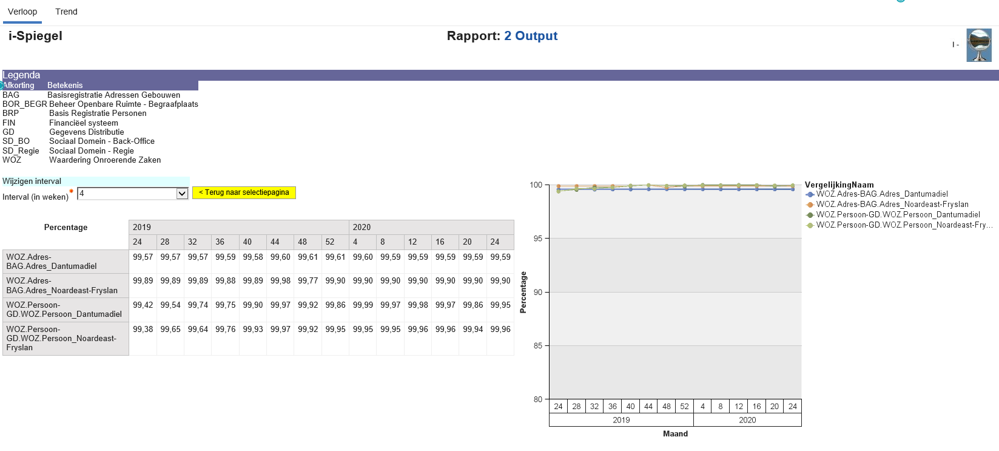 Verloop Trend
i-Spiegel Rapport: 2 Output
I -
Legenda
Afkorting Betekenis
BAG Basisregistratie Adressen Gebouwen
BOR_BEGR Beheer Openbare Ruimte - Begraafplaats
BRP Basis Registratie Personen
FIN Financiëel systeem
GD Gegevens Distributie
SD_BO Sociaal Domein - Back-Office
SD_Regie Sociaal Domein - Regie
WOZ Waardering Onroerende Zaken
Wijzigen interval
Interval (in weken) * 4 < Terug naar selectiepagina
Percentage 2019 2020
24 28 32 36 40 44 48 52 4 8 12 16 20 24
WOZ.Adres-
BAG.Adres_Dantumadiel
99,57 99,57 99,57 99,59 99,58 99,60 99,61 99,61 99,60 99,59 99,59 99,59 99,59 99,59
WOZ.Adres-
BAG.Adres_Noardeast-Fryslan
99,89 99,89 99,89 99,88 99,89 99,98 99,77 99,90 99,90 99,90 99,90 99,90 99,90 99,90
WOZ.Persoon-
GD.WOZ.Persoon_Dantumadiel
99,42 99,54 99,74 99,75 99,90 99,97 99,92 99,86 99,99 99,97 99,98 99,97 99,86 99,95
WOZ.Persoon-
GD.WOZ.Persoon_Noardeast-
Fryslan
99,38 99,65 99,64 99,76 99,93 99,97 99,92 99,95 99,95 99,95 99,96 99,96 99,94 99,96
Percentage
100
95
90
85
80
24 28 32 36 40 44 48 52 4 8 12 16 20 24
2019 2020
Maand
VergelijkingNaam
WOZ.Adres-BAG.Adres_Dantumadiel
WOZ.Adres-BAG.Adres_Noardeast-Fryslan
WOZ.Persoon-GD.WOZ.Persoon_Dantumadiel
WOZ.Persoon-GD.WOZ.Persoon_Noardeast-Fry...